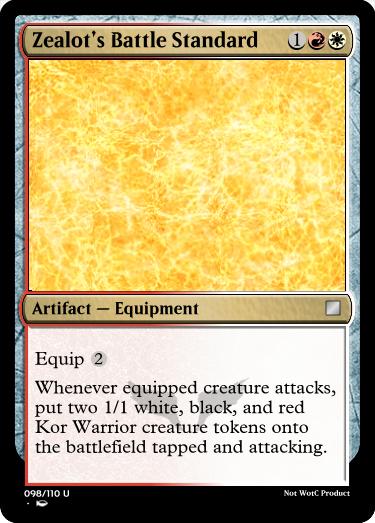 Zealot's Battle Standard 1
Artifact — Equipment
Equip 2
Whenever equipped creature attacks,
put two 1/1 white, black, and red
Kor Warrior creature tokens onto
the battlefield tapped and attacking.
098/110 U
Not WotC Product